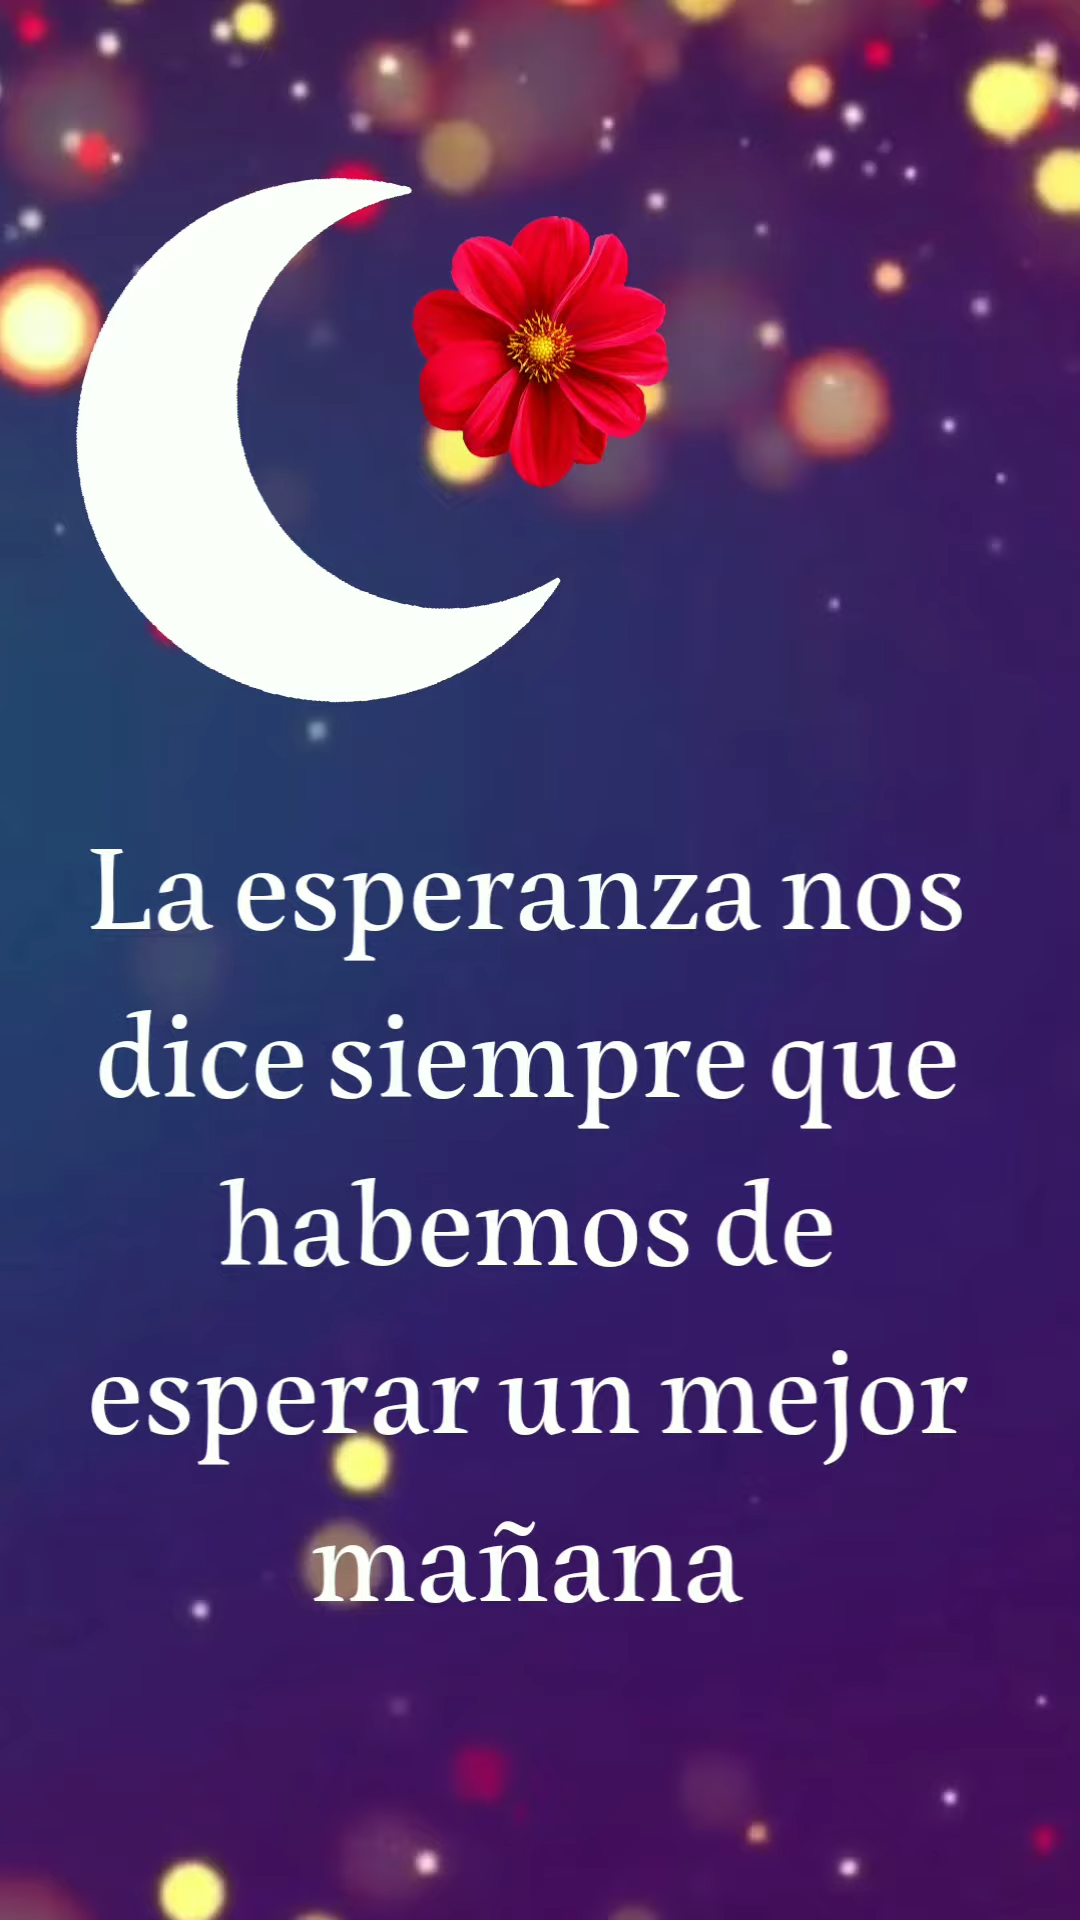 La esperanza nos
dice siempre que
habemos de
esperar un mejor
mañana